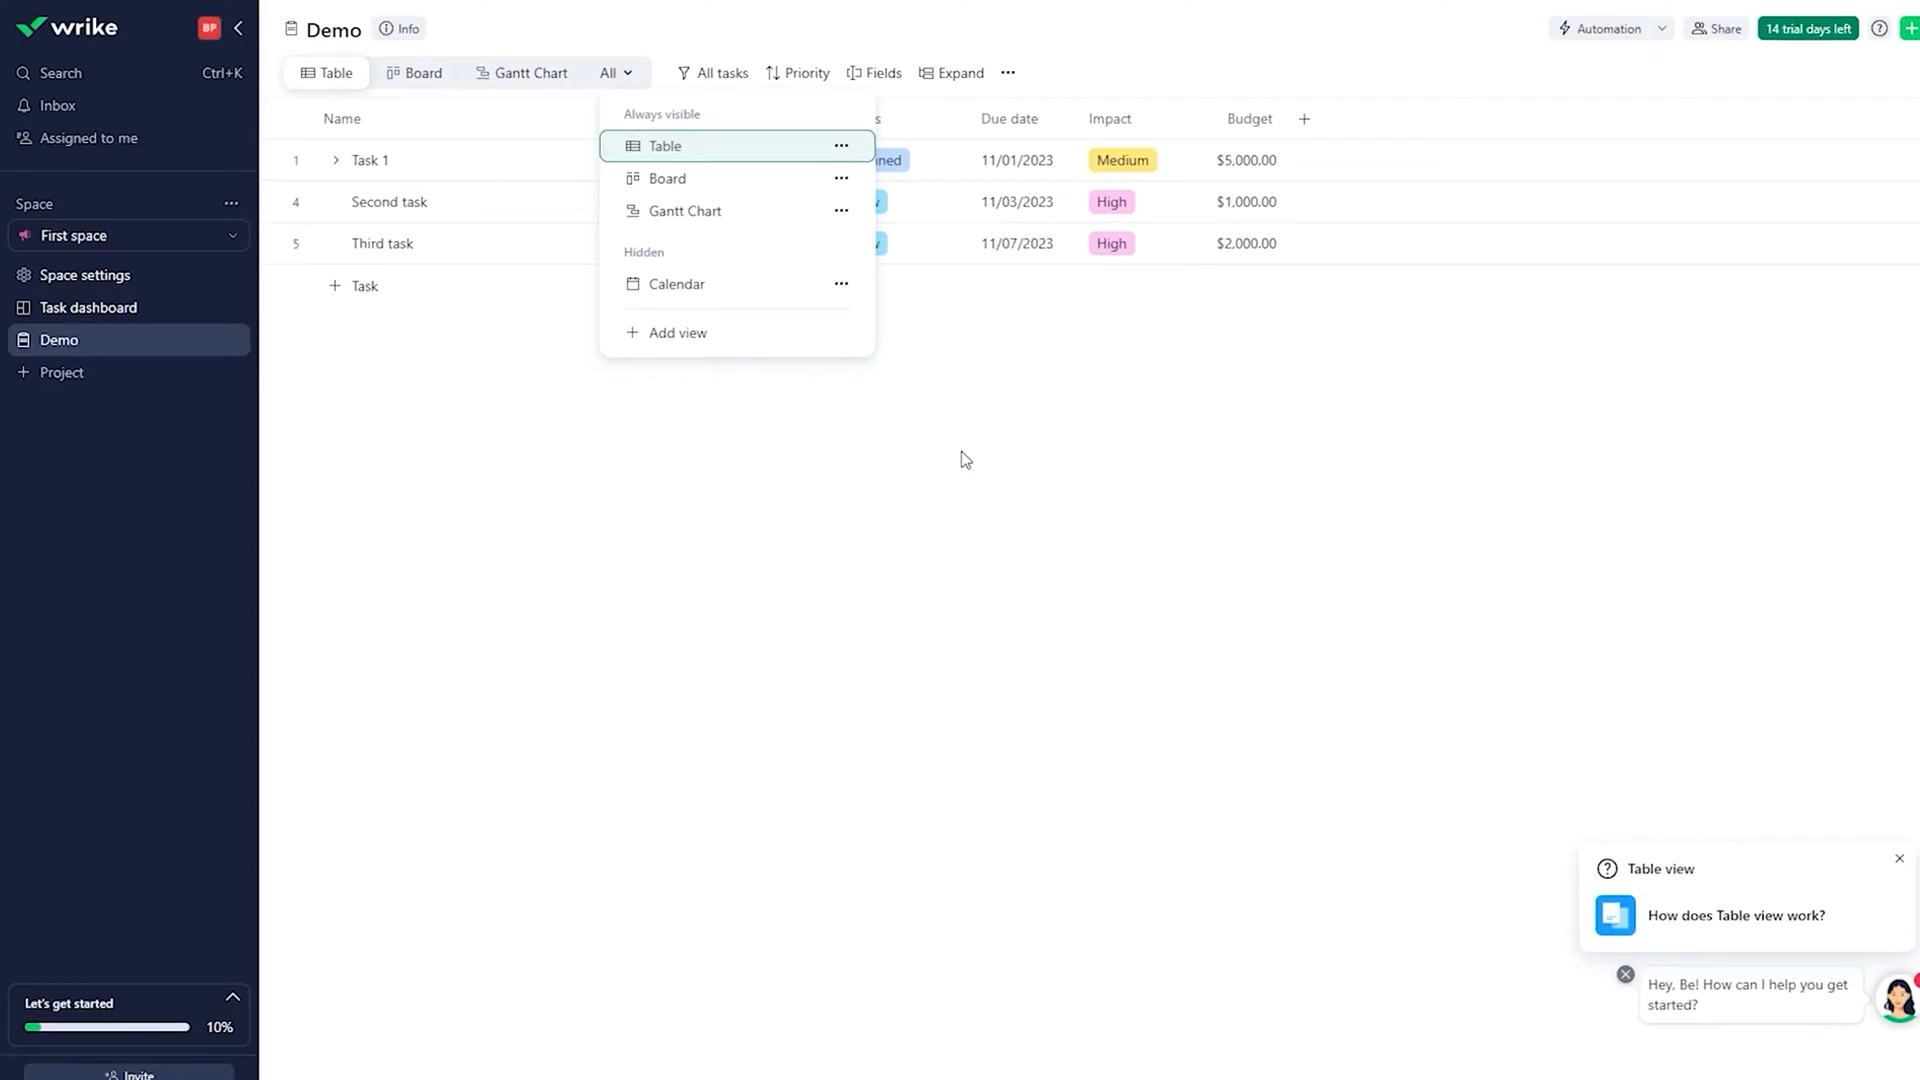 wrike
BP
Search Ctrl+K
Inbox
Assigned to me
Space
First space
Space settings
Task dashboard
Demo
Project
Let's get started
10%
Invite
Demo Info
Automation Share 14 trial days left
Table Board Gantt Chart All All tasks Priority Fields Expand
Name Due date Impact Budget
1 Task 1 11/01/2023 Medium $5,000.00
4 Second task 11/03/2023 High $1,000.00
5 Third task 11/07/2023 High $2,000.00
Task
Always visible
Table
Board
Gantt Chart
Hidden
Calendar
Add view
Table view
How does Table view work?
Hey, Be! How can I help you get
started?